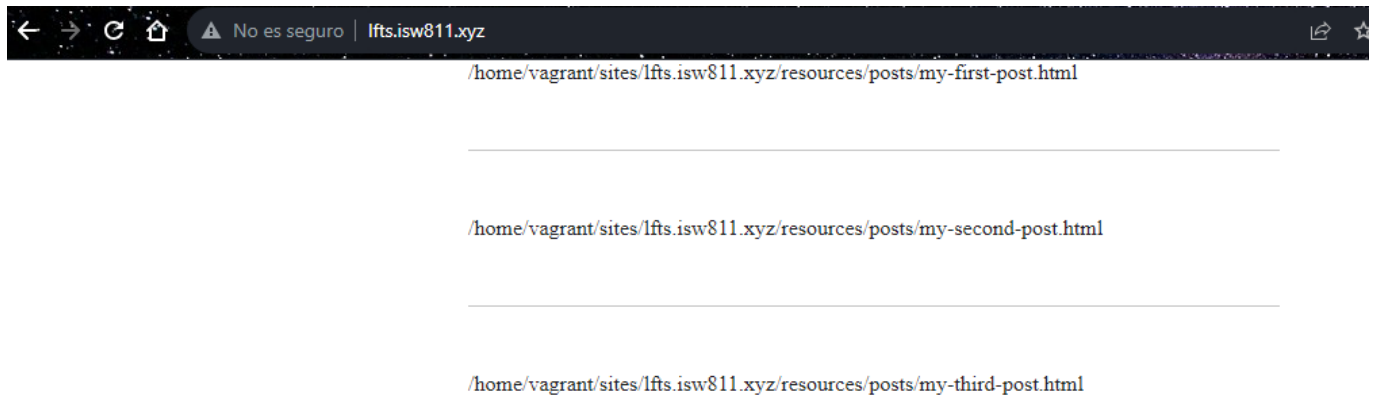 No es seguro | lfts.isw811.xyz
/home/vagrant/sites/lfts.isw811.xyz/resources/posts/my-first-post.html
/home/vagrant/sites/lfts.isw811.xyz/resources/posts/my-second-post.html
/home/vagrant/sites/lfts.isw811.xyz/resources/posts/my-third-post.html